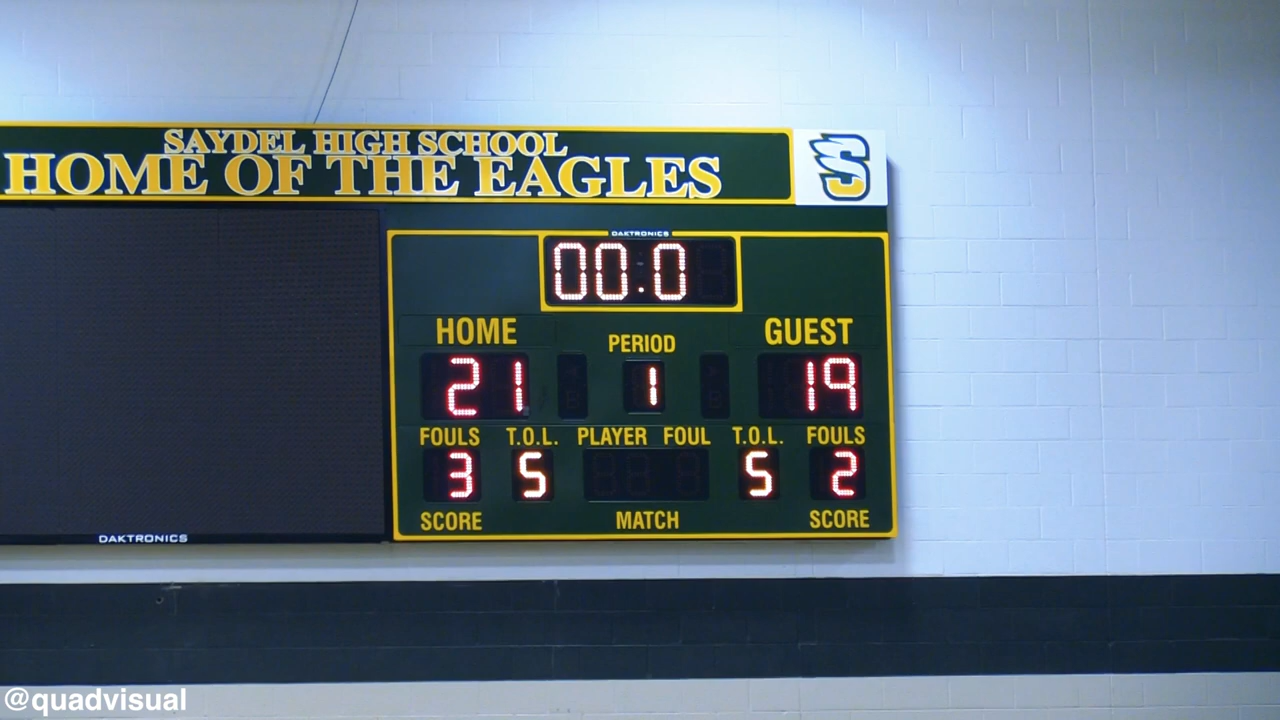 SAYDEL HIGH SCHOOL
HOME OF THE EAGLES
S
DAKTRONICS
00:0
HOME PERIOD GUEST
21 1 19
FOULS T.O.L. PLAYER FOUL T.O.L. FOULS
3 5 5 2
SCORE MATCH SCORE
DAKTRONICS
@quadvisual